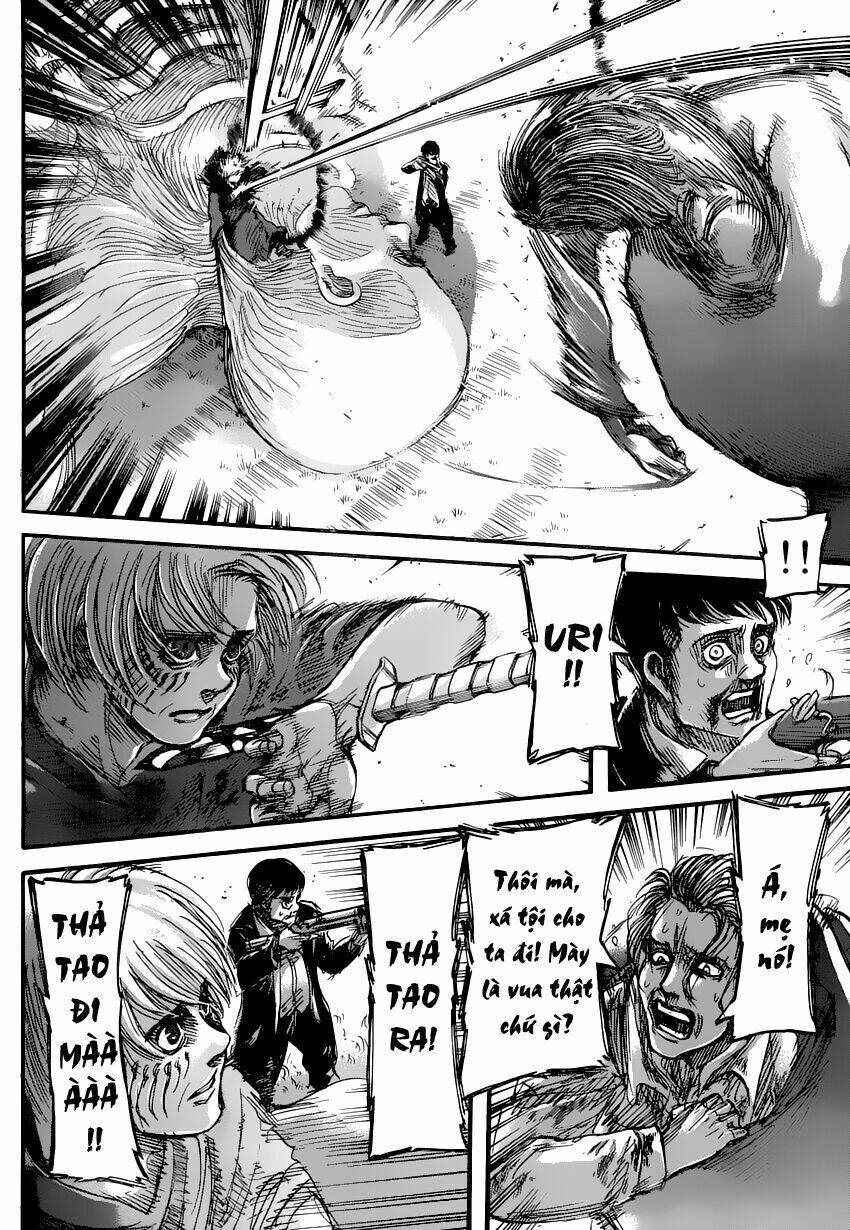 !!
URI
!!
Á,
mẹ
nó!
Thôi mà,
xá tội cho
ta đi! Mày
là vua thật
chứ gì?
THẢ
TAO
RA!
THẢ
TAO
ĐI
MÀÀ
ÀÀÀ
!!